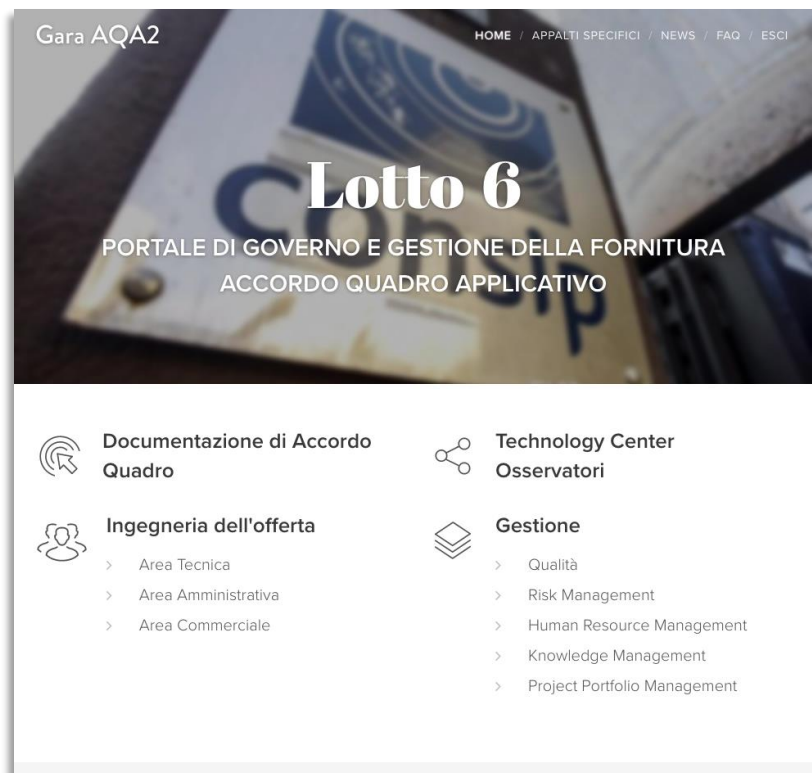 Gara AQA2
HOME / APPALTI SPECIFICI / NEWS / FAQ / ESCI
Lotto 6
PORTALE DI GOVERNO E GESTIONE DELLA FORNITURA
ACCORDO QUADRO APPLICATIVO
Documentazione di Accordo
Quadro
Ingegneria dell'offerta
Area Tecnica
Area Amministrativa
Area Commerciale
Technology Center
Osservatori
Gestione
Qualità
Risk Management
Human Resource Management
Knowledge Management
Project Portfolio Management